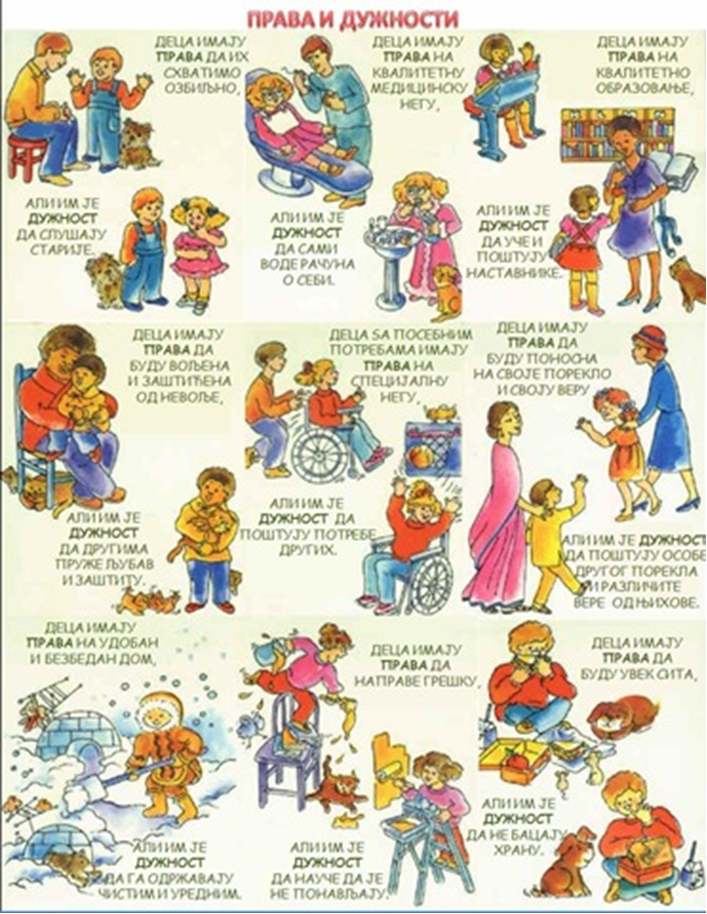 ПРАВА И ДУЖНОСТИ
ДЕЦА ИМАЈУ
ПРАВА ДА ИХ
СХВАТИМО
ОЗБИЉНО,
АЛИ ИМ ЈЕ
ДУЖНОСТ
ДА СЛУШАЈУ
СТАРИЈЕ.
ДЕЦА ИМАЈУ
ПРАВА НА
КВАЛИТЕТНУ
МЕДИЦИНСКУ
НЕГУ,
АЛИ ИМ ЈЕ
ДУЖНОСТ
ДА САМИ
ВОДЕ РАЧУНА
О СЕБИ.
ДЕЦА ИМАЈУ
ПРАВА НА
КВАЛИТЕТНО
ОБРАЗОВАЊЕ,
АЛИ ИМ ЈЕ
ДУЖНОСТ
ДА УЧЕ И
ПОШТУЈУ
НАСТАВНИКЕ.
ДЕЦА ИМАЈУ
ПРАВА ДА
БУДУ ВОЉЕНА
И ЗАШТИЋЕНА
ОД НЕВОЉЕ,
АЛИ ИМ ЈЕ
ДУЖНОСТ
ДА ДРУГИМА
ПРУЖЕ ЉУБАВ
И ЗАШТИТУ.
ДЕЦА SА ПОСЕБНИМ
ПОТРЕБАМА ИМАЈУ
ПРАВА НА
СПЕЦИЈАЛНУ
НЕГУ,
АЛИ ИМ ЈЕ
ДУЖНОСТ ДА
ПОШТУЈУ ПОТРЕБЕ
ДРУГИХ.
ДЕЦА ИМАЈУ
ПРАВА ДА
БУДУ ПОНОСНА
НА СВОЈЕ ПОРЕКЛО
И СВОЈУ ВЕРУ
АЛИ ИМ ЈЕ ДУЖНОСТ
ДА ПОШТУЈУ ОСОБЕ
ДРУГОГ ПОРЕКЛА
И РАЗЛИЧИТЕ
ВЕРЕ ОД ЊИХОВЕ.
ДЕЦА ИМАЈУ
ПРАВА НА УДОБАН
И БЕЗБЕДАН ДОМ,
АЛИ ИМ ЈЕ
ДУЖНОСТ
ДА ГА ОДРЖАВАЈУ
ЧИСТИМ И УРЕДНИМ.
ДЕЦА ИМАЈУ
ПРАВА ДА
НАПРАВЕ ГРЕШКУ,
АЛИ ИМ ЈЕ
ДУЖНОСТ
ДА НАУЧЕ ДА ЈЕ
НЕ ПОНАВЉАЈУ.
ДЕЦА ИМАЈУ
ПРАВА ДА
БУДУ УВЕК СИТА,
АЛИ ИМ ЈЕ
ДУЖНОСТ
ДА НЕ БАЦАЈУ
ХРАНУ.